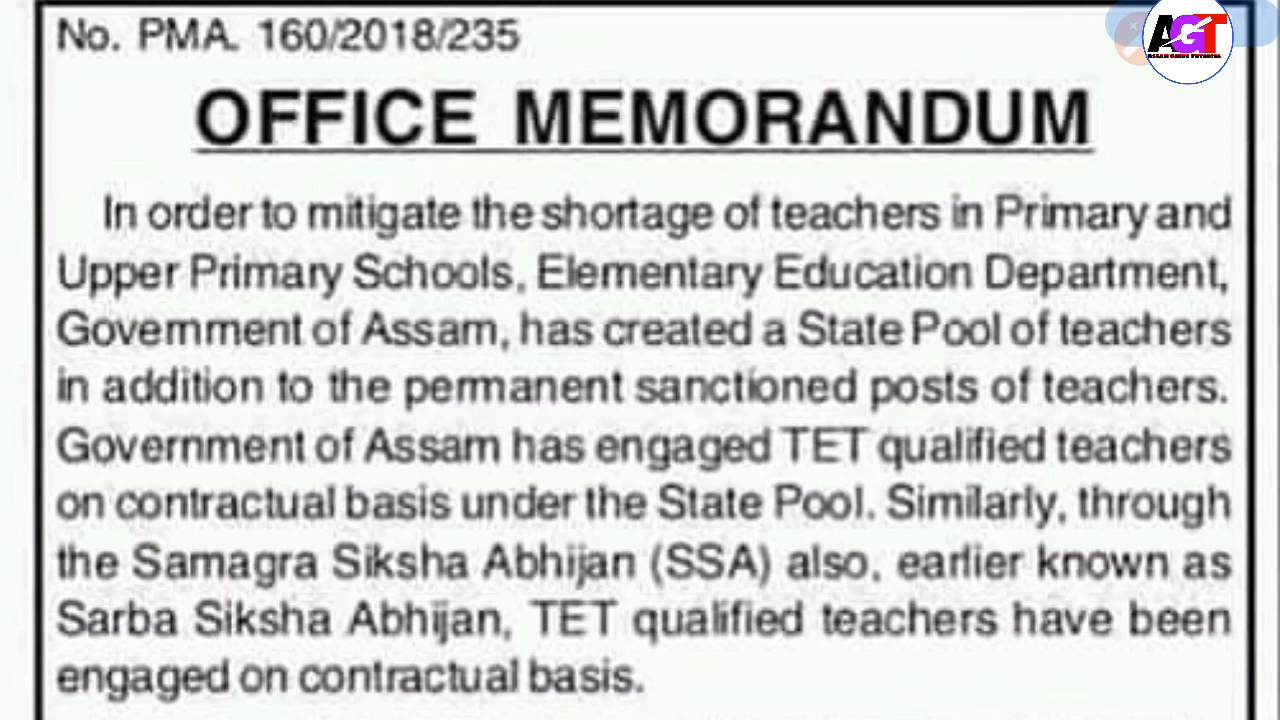 No. PMA. 160/2018/235
AGT
ASSAM GUIDE TUTORIAL
OFFICE MEMORANDUM
In order to mitigate the shortage of teachers in Primary and
Upper Primary Schools, Elementary Education Department,
Government of Assam, has created a State Pool of teachers
in addition to the permanent sanctioned posts of teachers.
Government of Assam has engaged TET qualified teachers
on contractual basis under the State Pool. Similarly, through
the Samagra Siksha Abhijan (SSA) also, earlier known as
Sarba Siksha Abhijan, TET qualified teachers have been
engaged on contractual basis.